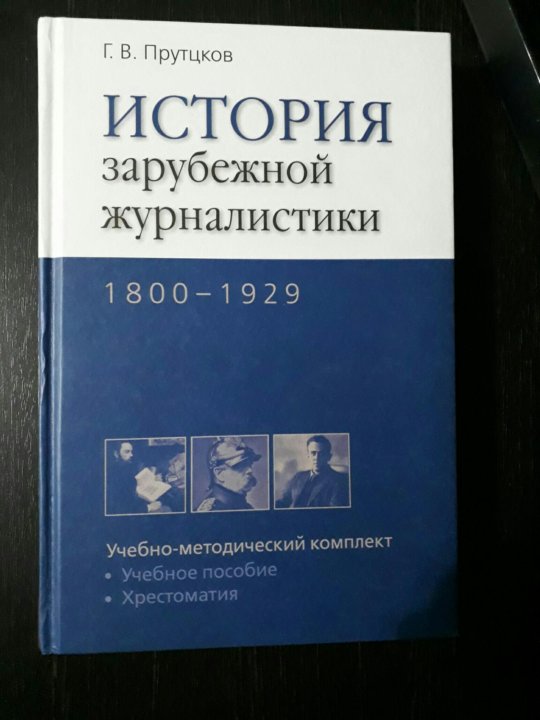 Г. В. Прутцков
ИСТОРИЯ
зарубежной
журналистики
1800–1929
Учебно-методический комплект
• Учебное пособие
• Хрестоматия